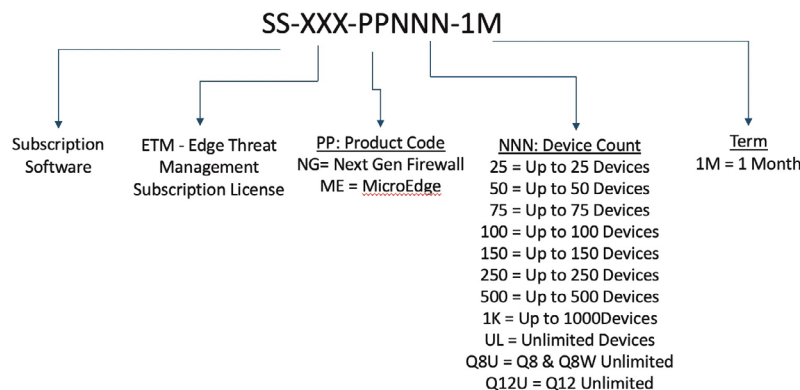 SS-XXX-PPNNN-1M
Subscription
Software
ETM - Edge Threat
Management
Subscription License
PP: Product Code
NG= Next Gen Firewall
ME = MicroEdge
NNN: Device Count
25 = Up to 25 Devices
50 = Up to 50 Devices
75 = Up to 75 Devices
100 = Up to 100 Devices
150 = Up to 150 Devices
250 = Up to 250 Devices
500 = Up to 500 Devices
1K = Up to 1000Devices
UL = Unlimited Devices
Q8U = Q8 & Q8W Unlimited
Q12U = Q12 Unlimited
Term
1M = 1 Month